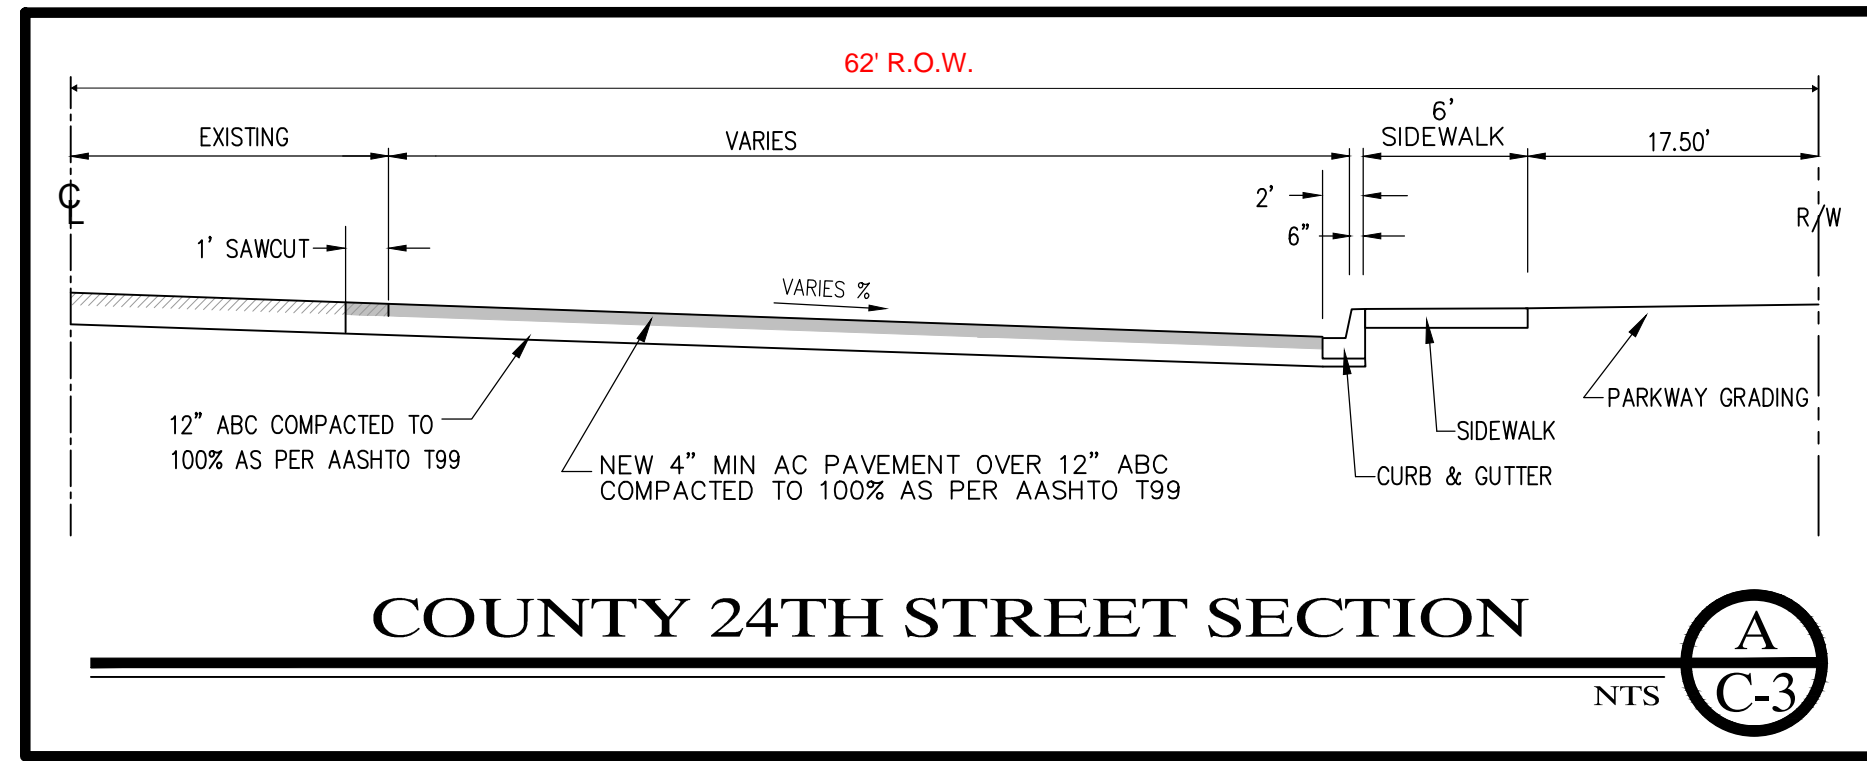 62' R.O.W.
EXISTING
VARIES
6'
SIDEWALK
17.50'
℄
2'
R/W
6"
1' SAWCUT
VARIES %
12" ABC COMPACTED TO
100% AS PER AASHTO T99
NEW 4" MIN AC PAVEMENT OVER 12" ABC
COMPACTED TO 100% AS PER AASHTO T99
PARKWAY GRADING
SIDEWALK
CURB & GUTTER
COUNTY 24TH STREET SECTION
NTS
A
C-3